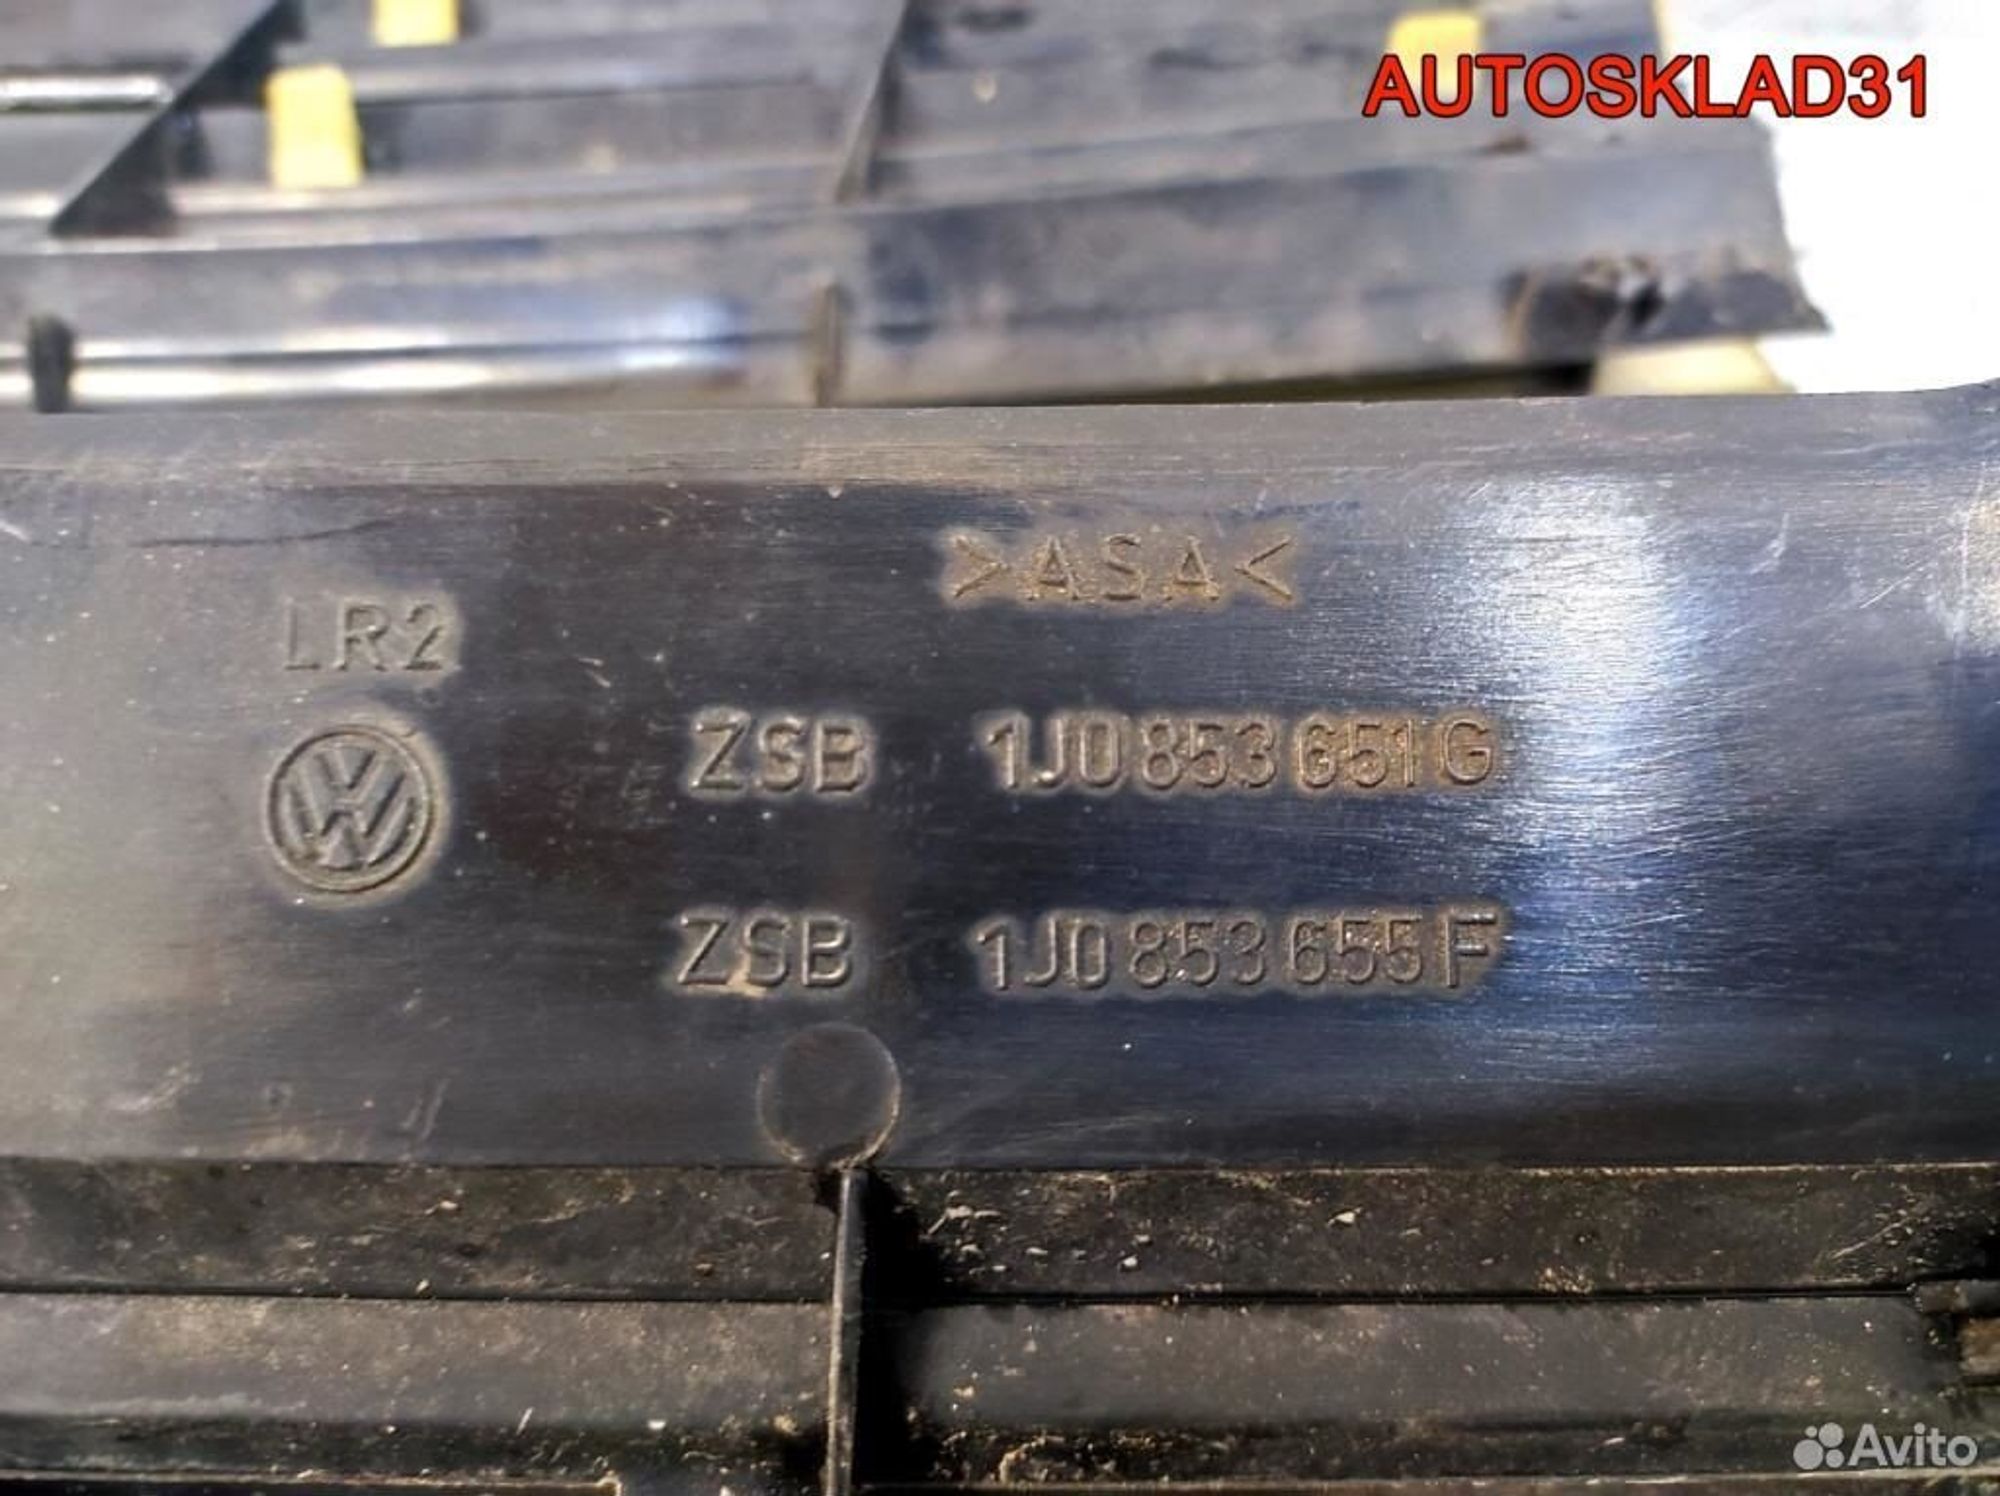 AUTOSKLAD31
>ASA<
LR2
ZSB 1J0 853 651 G
ZSB 1J0 853 655 F
Avito